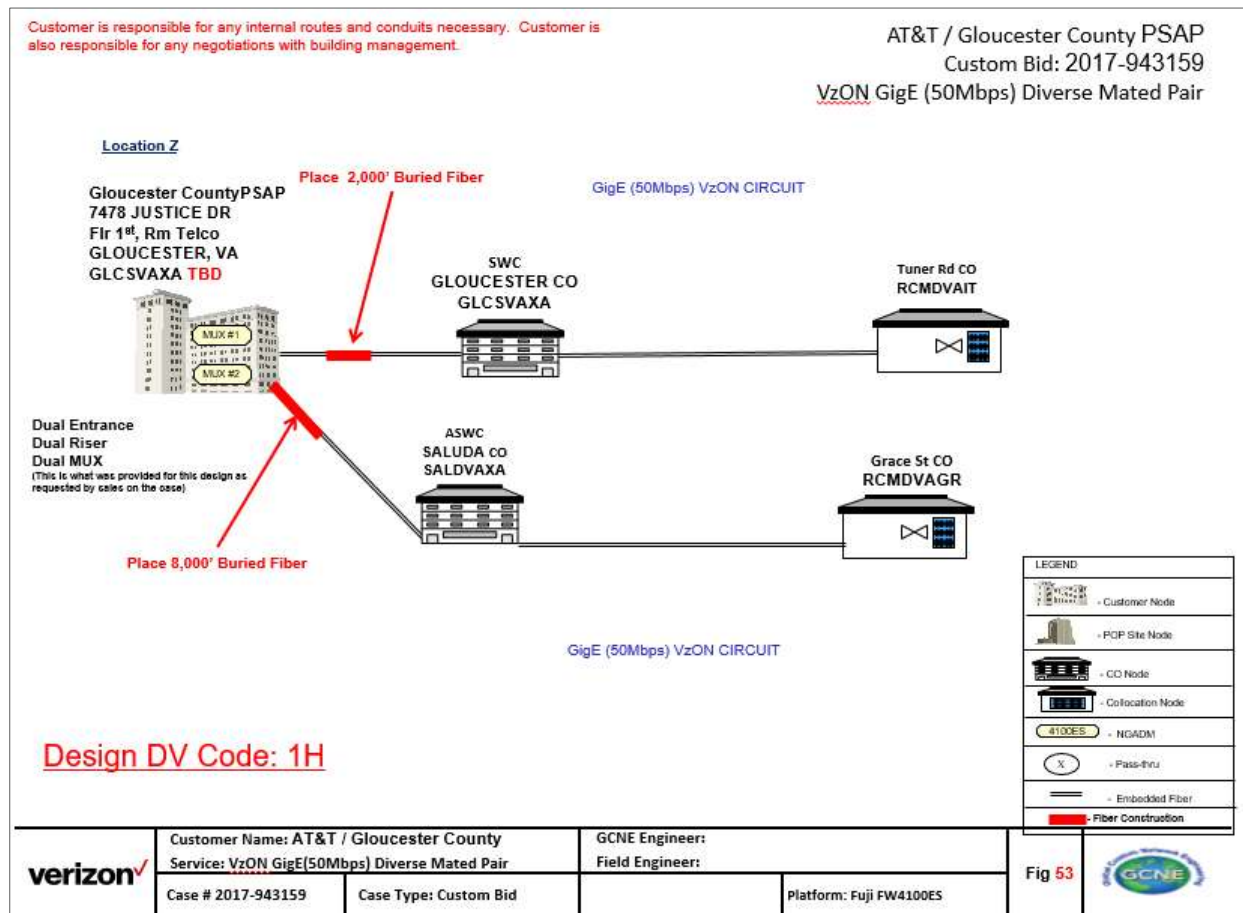 Customer is responsible for any internal routes and conduits necessary. Customer is
also responsible for any negotiations with building management.
AT&T / Gloucester County PSAP
Custom Bid: 2017-943159
VzON GigE (50Mbps) Diverse Mated Pair
Location Z
Place 2,000' Buried Fiber
GigE (50Mbps) VzON CIRCUIT
Gloucester CountyPSAP
7478 JUSTICE DR
Flr 1st, Rm Telco
GLOUCESTER, VA
GLCSVAXA TBD
SWC
GLOUCESTER CO
GLCSVAXA
Tuner Rd CO
RCMDVAIT
MUX #1
MUX #2
Dual Entrance
Dual Riser
Dual MUX
(This is what was provided for this design as
requested by sales on the case)
ASWC
SALUDA CO
SALDVAXA
Grace St CO
RCMDVAGR
Place 8,000' Buried Fiber
GigE (50Mbps) VzON CIRCUIT
LEGEND
- Customer Node
- POP Site Node
- CO Node
- Collocation Node
4100ES - NGADM
X - Pass-thru
- Embedded Fiber
- Fiber Construction
Design DV Code: 1H
verizon
Customer Name: AT&T / Gloucester County
Service: VzON GigE(50Mbps) Diverse Mated Pair
Case # 2017-943159
Case Type: Custom Bid
GCNE Engineer:
Field Engineer:
Platform: Fuji FW4100ES
Fig 53
GCNE